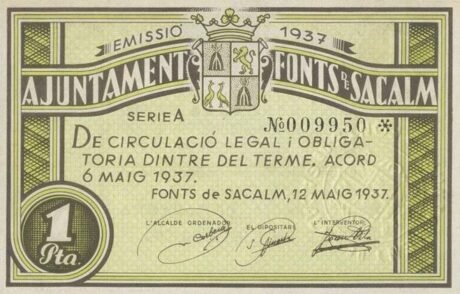 EMISSIÓ 1937
AJUNTAMENT FONTS DE SACALM
SERIE A
No 009950 *
DE CIRCULACIÓ LEGAL i OBLIGA-
TORIA DINTRE DEL TERME, ACORD
6 MAIG 1937.
FONTS de SACALM, 12 MAIG 1937.
L'ALCALDE ORDENADOR EL DIPOSITARI L'INTERVENTOR
1
Pta.